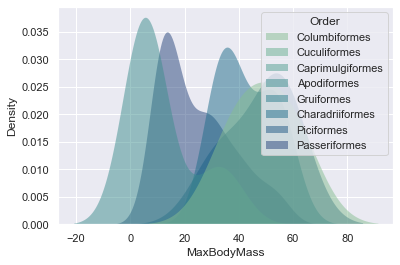 Order
Columbiformes
Cuculiformes
Caprimulgiformes
Apodiformes
Gruiformes
Charadriiformes
Piciformes
Passeriformes
0.035
0.030
0.025
0.020
0.015
0.010
0.005
0.000
Density
−20 0 20 40 60 80
MaxBodyMass